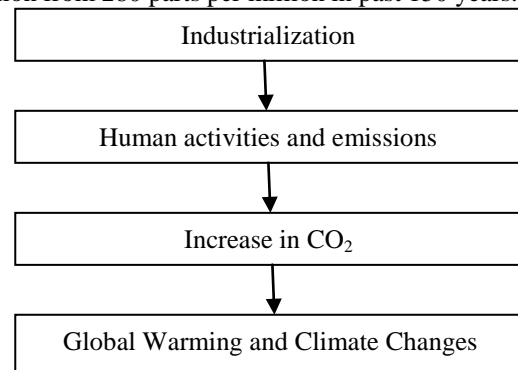 ion from 280 parts per million in past 150 years.
Industrialization
Human activities and emissions
Increase in CO₂
Global Warming and Climate Changes